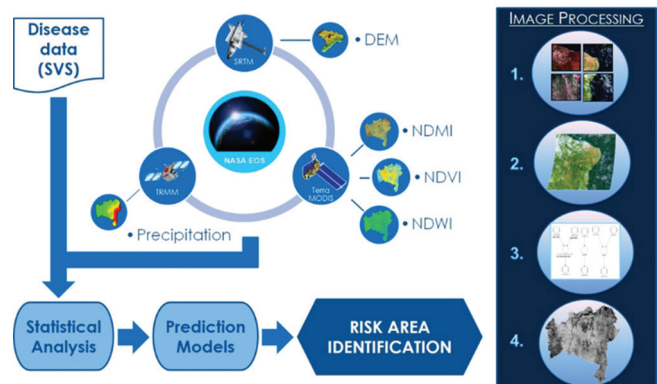 Disease
data
(SVS)
SRTM
• DEM
NASA EOS
TRMM
• Precipitation
Terra
MODIS
• NDMI
• NDVI
• NDWI
Statistical
Analysis
Prediction
Models
RISK AREA
IDENTIFICATION
IMAGE PROCESSING
1.
2.
3.
4.